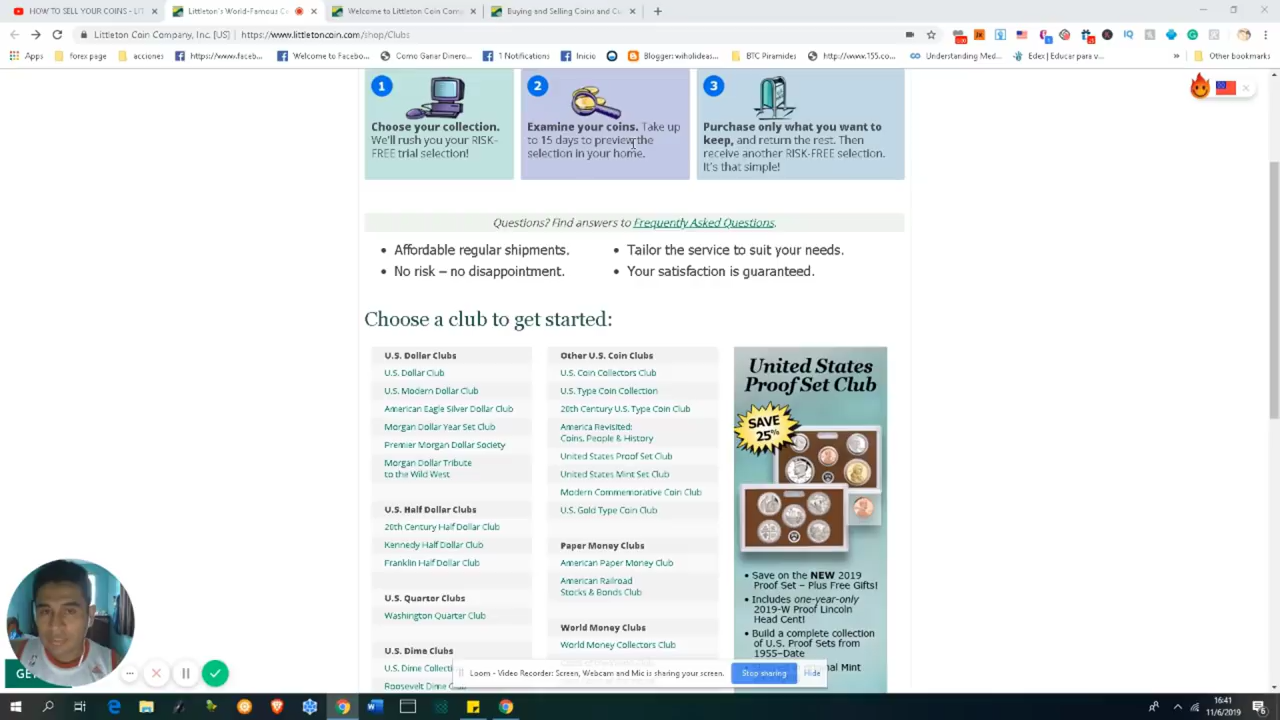 HOW TO SELL YOUR COINS - LIT
Littleton's World-Famous C
Welcome to Littleton Coin Comp
Buying and Selling Coins and Cu
Littleton Coin Company, Inc. [US] | https://www.littletoncoin.com/shop/Clubs
Apps
forex page
acciones
https://www.faceb...
Welcome to Facebo...
Como Ganar Dinero...
1 Notifications
Inicio
Blogger: wiholideas...
BTC Piramides
http://www.155.co...
Understanding Med...
Edex | Educar para v...
»
Other bookmarks
1
Choose your collection.
We'll rush you your RISK-
FREE trial selection!
2
Examine your coins. Take up
to 15 days to preview the
selection in your home.
3
Purchase only what you want to
keep, and return the rest. Then
receive another RISK-FREE selection.
It's that simple!
Questions? Find answers to Frequently Asked Questions.
• Affordable regular shipments.
• No risk – no disappointment.
• Tailor the service to suit your needs.
• Your satisfaction is guaranteed.
Choose a club to get started:
U.S. Dollar Clubs
U.S. Dollar Club
U.S. Modern Dollar Club
American Eagle Silver Dollar Club
Morgan Dollar Year Set Club
Premier Morgan Dollar Society
Morgan Dollar Tribute
to the Wild West
U.S. Half Dollar Clubs
20th Century Half Dollar Club
Kennedy Half Dollar Club
Franklin Half Dollar Club
U.S. Quarter Clubs
Washington Quarter Club
U.S. Dime Clubs
U.S. Dime Collecti
Roosevelt Dime
Other U.S. Coin Clubs
U.S. Coin Collectors Club
U.S. Type Coin Collection
20th Century U.S. Type Coin Club
America Revisited:
Coins, People & History
United States Proof Set Club
United States Mint Set Club
Modern Commemorative Coin Club
U.S. Gold Type Coin Club
Paper Money Clubs
American Paper Money Club
American Railroad
Stocks & Bonds Club
World Money Clubs
World Money Collectors Club
United States
Proof Set Club
SAVE
25%
• Save on the NEW 2019
Proof Set – Plus Free Gifts!
• Includes one-year-only
2019-W Proof Lincoln
Head Cent!
• Build a complete collection
of U.S. Proof Sets from
1955–Date
Mint
GE
Loom - Video Recorder: Screen, Webcam and Mic is sharing your screen.
Stop sharing
Hide
16:41
11/6/2019